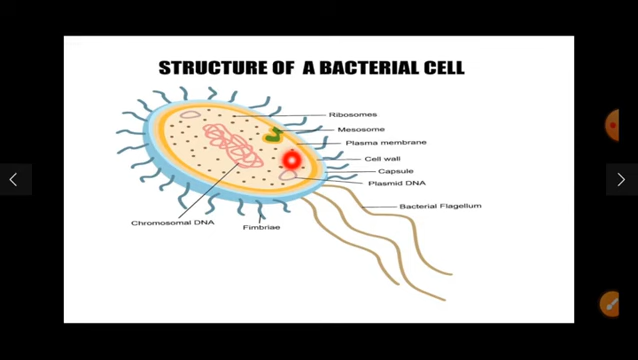 STRUCTURE OF A BACTERIAL CELL
Ribosomes
Mesosome
Plasma membrane
Cell wall
Capsule
Plasmid DNA
Bacterial Flagellum
Chromosomal DNA
Fimbriae